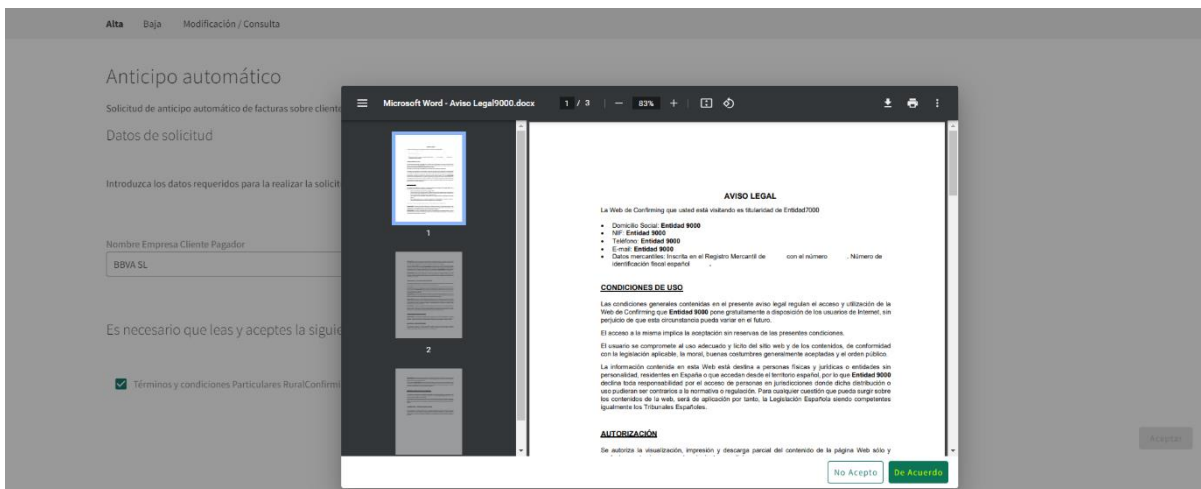 Alta Baja Modificación / Consulta
Anticipo automático
Solicitud de anticipo automático de facturas sobre cliente
Datos de solicitud
Introduzca los datos requeridos para la realizar la solicit
Nombre Empresa Cliente Pagador
BBVA SL
Es necesario que leas y aceptes la siguie
Términos y condiciones Particulares RuralConfirmi
Microsoft Word - Aviso Legal9000.docx 1 / 3 83%
1
2
AVISO LEGAL
La Web de Confirming que usted está visitando es titularidad de Entidad7000
• Domicilio Social: Entidad 9000
• NIF: Entidad 9000
• Teléfono: Entidad 9000
• E-mail: Entidad 9000
• Datos mercantiles: Inscrita en el Registro Mercantil de con el número . Número de
identificación fiscal español .
CONDICIONES DE USO
Las condiciones generales contenidas en el presente aviso legal regulen el acceso y utilización de la
Web de Confirming que Entidad 9000 pone gratuitamente a disposición de los usuarios de Internet, sin
perjuicio de que esta circunstancia pueda variar en el futuro.
El acceso a la misma implica la aceptación sin reservas de las presentes condiciones.
El usuario se compromete al uso adecuado y lícito del sitio web y de los contenidos, de conformidad
con la legislación aplicable, la moral, buenas costumbres generalmente aceptadas y el orden público.
La información contenida en esta Web está destina a personas físicas y jurídicas o entidades sin
personalidad, residentes en España o que accedan desde el territorio español, por lo que Entidad 9000
declina toda responsabilidad por el acceso de personas en jurisdicciones donde dicha distribución o
uso pudieran ser contrarios a la normativa o regulación. Para cualquier cuestión que pueda surgir sobre
los contenidos de la web, será de aplicación por tanto, la Legislación Española siendo competentes
igualmente los Tribunales Españoles.
AUTORIZACIÓN
Se autoriza la visualización, impresión y descarga parcial del contenido de la página Web sólo y
No Acepto De Acuerdo
Aceptar